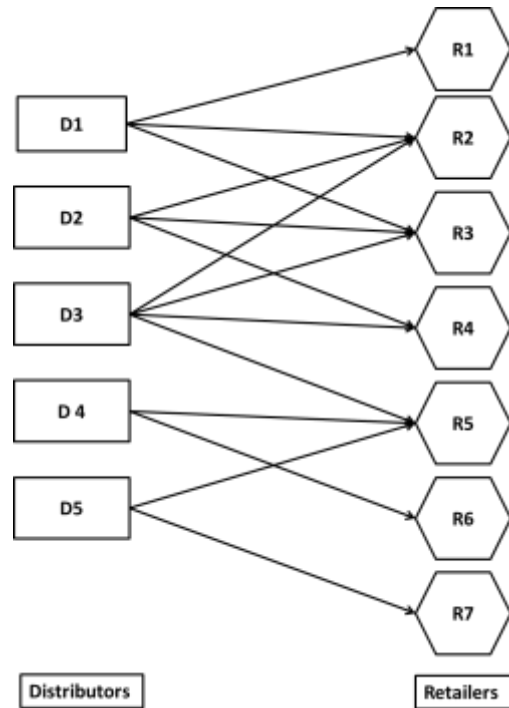 R1
D1
R2
D2
R3
D3
R4
D 4
R5
D5
R6
R7
Distributors
Retailers